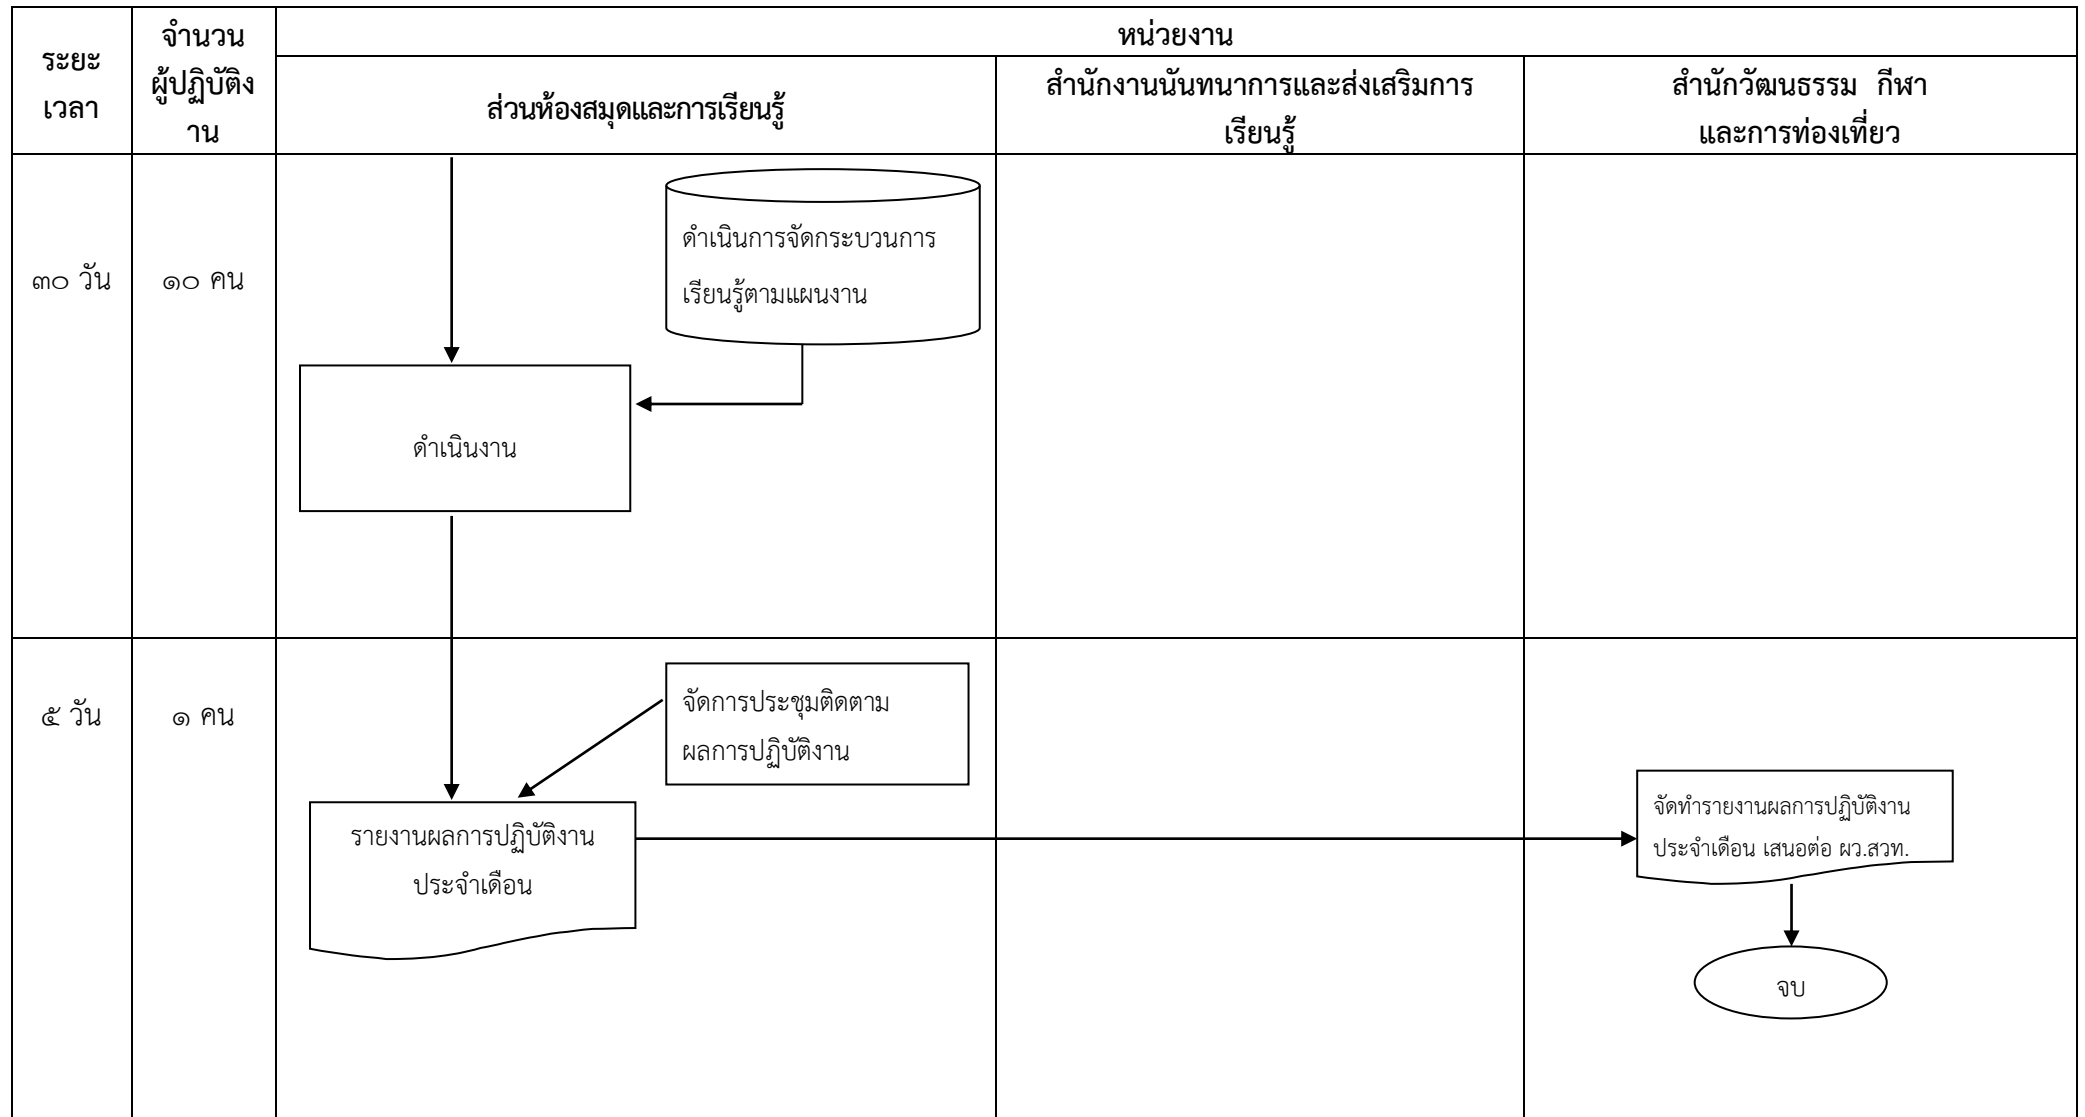 ระยะ
เวลา
จำนวน
ผู้ปฏิบัติง
าน
หน่วยงาน
ส่วนห้องสมุดและการเรียนรู้
สำนักงานนันทนาการและส่งเสริมการ
เรียนรู้
สำนักวัฒนธรรม กีฬา
และการท่องเที่ยว
๓๐ วัน
๑๐ คน
ดำเนินการจัดกระบวนการ
เรียนรู้ตามแผนงาน
ดำเนินงาน
๕ วัน
๑ คน
จัดการประชุมติดตาม
ผลการปฏิบัติงาน
รายงานผลการปฏิบัติงาน
ประจำเดือน
จัดทำรายงานผลการปฏิบัติงาน
ประจำเดือน เสนอต่อ ผว.สวท.
จบ